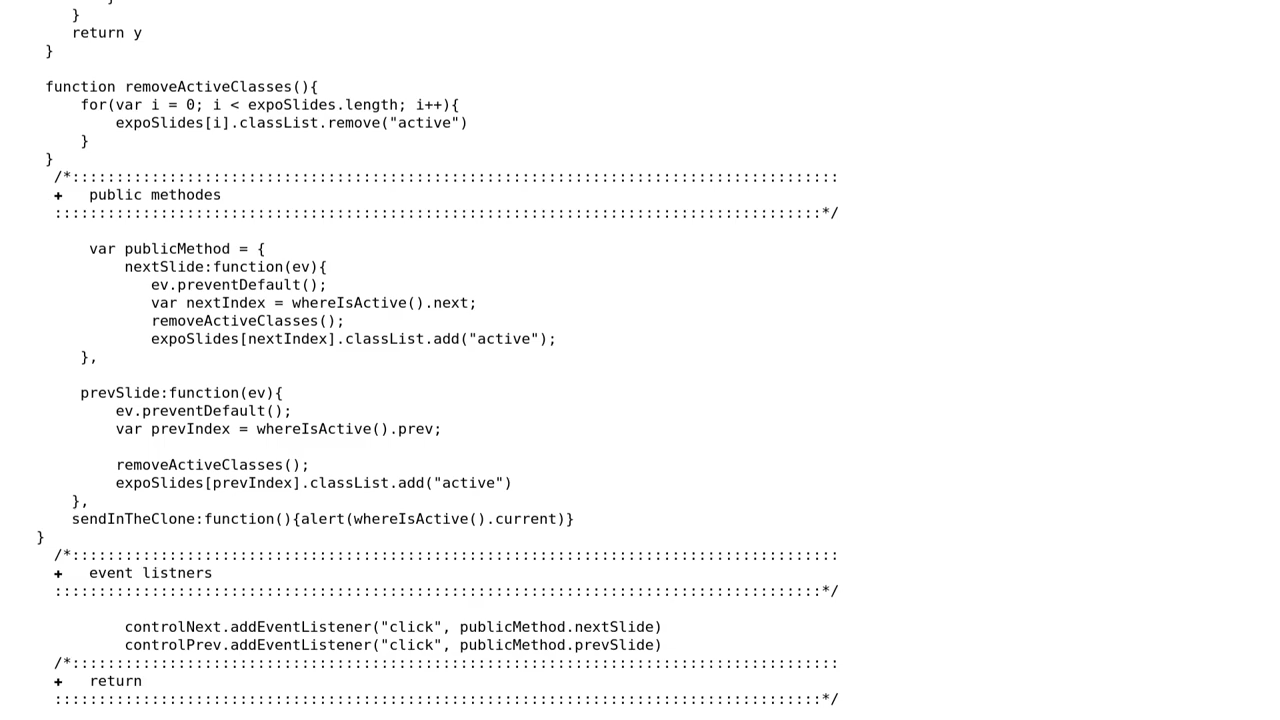 }
return y
}
function removeActiveClasses(){
for(var i = 0; i < expoSlides.length; i++){
expoSlides[i].classList.remove("active")
}
}
/*:::::::::::::::::::::::::::::::::::::::::::::::::::::::::::::::::::::::::::::::::::::::
+   public methodes
:::::::::::::::::::::::::::::::::::::::::::::::::::::::::::::::::::::::::::::::::::::::*/
var publicMethod = {
nextSlide:function(ev){
ev.preventDefault();
var nextIndex = whereIsActive().next;
removeActiveClasses();
expoSlides[nextIndex].classList.add("active");
},
prevSlide:function(ev){
ev.preventDefault();
var prevIndex = whereIsActive().prev;
removeActiveClasses();
expoSlides[prevIndex].classList.add("active")
},
sendInTheClone:function(){alert(whereIsActive().current)}
}
/*:::::::::::::::::::::::::::::::::::::::::::::::::::::::::::::::::::::::::::::::::::::::
+   event listners
:::::::::::::::::::::::::::::::::::::::::::::::::::::::::::::::::::::::::::::::::::::::*/
controlNext.addEventListener("click", publicMethod.nextSlide)
controlPrev.addEventListener("click", publicMethod.prevSlide)
/*:::::::::::::::::::::::::::::::::::::::::::::::::::::::::::::::::::::::::::::::::::::::
+   return
:::::::::::::::::::::::::::::::::::::::::::::::::::::::::::::::::::::::::::::::::::::::*/